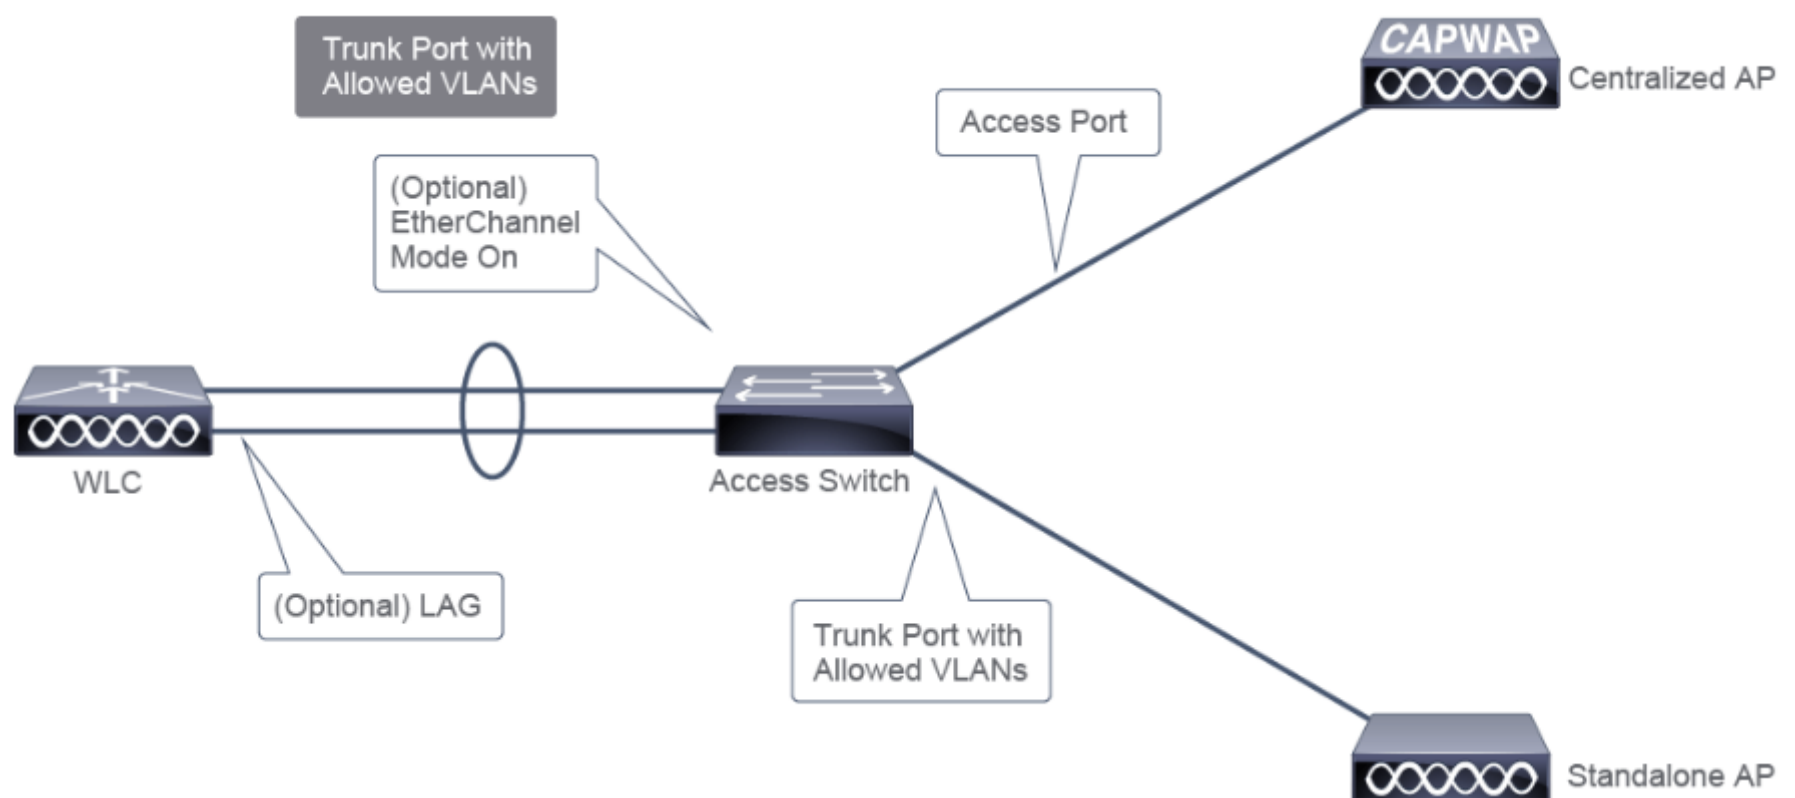 Trunk Port with
Allowed VLANs
CAPWAP
Centralized AP
Access Port
(Optional)
EtherChannel
Mode On
WLC
Access Switch
(Optional) LAG
Trunk Port with
Allowed VLANs
Standalone AP